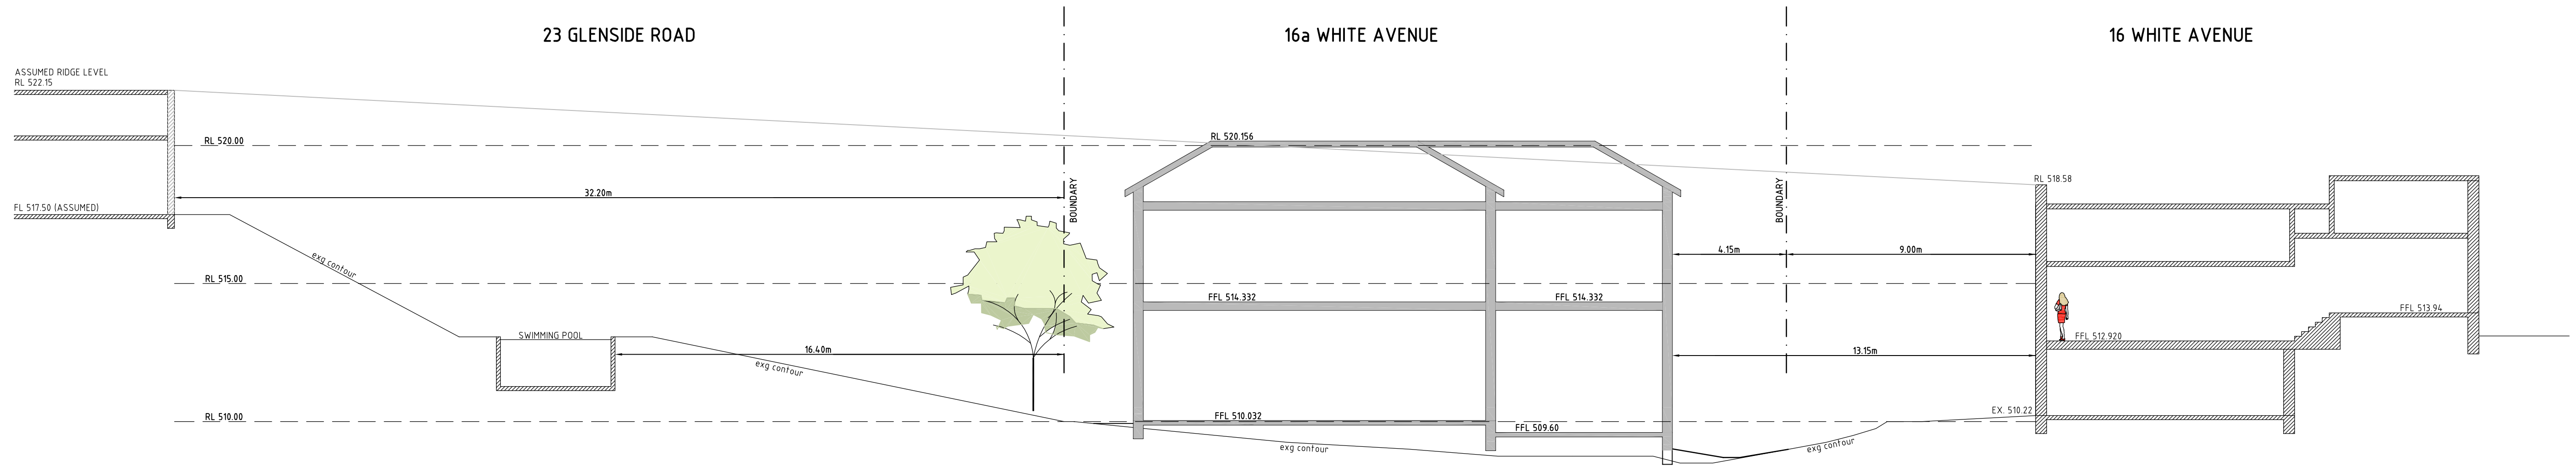 23 GLENSIDE ROAD
16a WHITE AVENUE
16 WHITE AVENUE
ASSUMED RIDGE LEVEL
RL 522.15
RL 520.00
RL 520.156
RL 518.58
BOUNDARY
BOUNDARY
32.20m
FL 517.50 (ASSUMED)
4.15m
9.00m
exg contour
RL 515.00
FFL 514.332
FFL 514.332
FFL 513.94
SWIMMING POOL
FFL 512.920
16.40m
13.15m
exg contour
RL 510.00
FFL 510.032
EX. 510.22
FFL 509.60
exg contour
exg contour